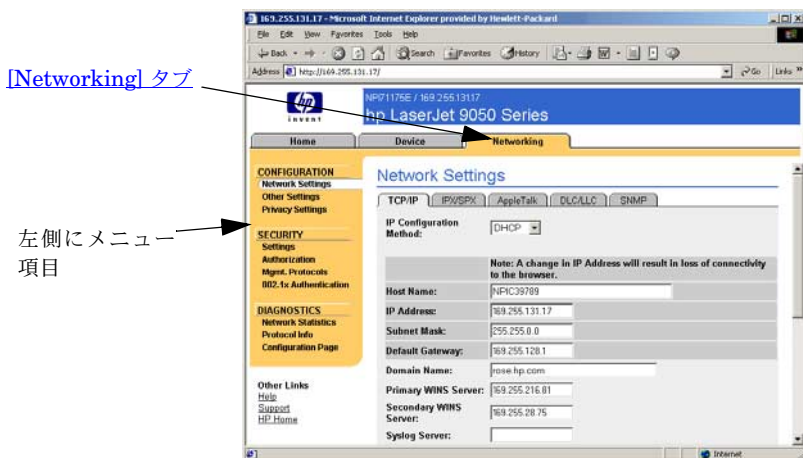 169.255.131.17 - Microsoft Internet Explorer provided by Hewlett-Packard
File Edit View Favorites Tools Help
Back Search Favorites History
Address http://169.255.131.17/ Go Links »
[Networking] タブ
hp
invent
NPI71175E / 169.255.131.17
hp LaserJet 9050 Series
Home Device Networking
CONFIGURATION
Network Settings
Other Settings
Privacy Settings
SECURITY
Settings
Authorization
Mgmt. Protocols
802.1x Authentication
DIAGNOSTICS
Network Statistics
Protocol Info
Configuration Page
Other Links
Help
Support
HP Home
左側にメニュー
項目
Network Settings
TCP/IP IPX/SPX AppleTalk DLC/LLC SNMP
IP Configuration
Method: DHCP
Note: A change in IP Address will result in loss of connectivity
to the browser.
Host Name: NPIC39789
IP Address: 169.255.131.17
Subnet Mask: 255.255.0.0
Default Gateway: 169.255.128.1
Domain Name: rose.hp.com
Primary WINS Server: 169.255.216.81
Secondary WINS
Server: 169.255.28.75
Syslog Server:
Internet